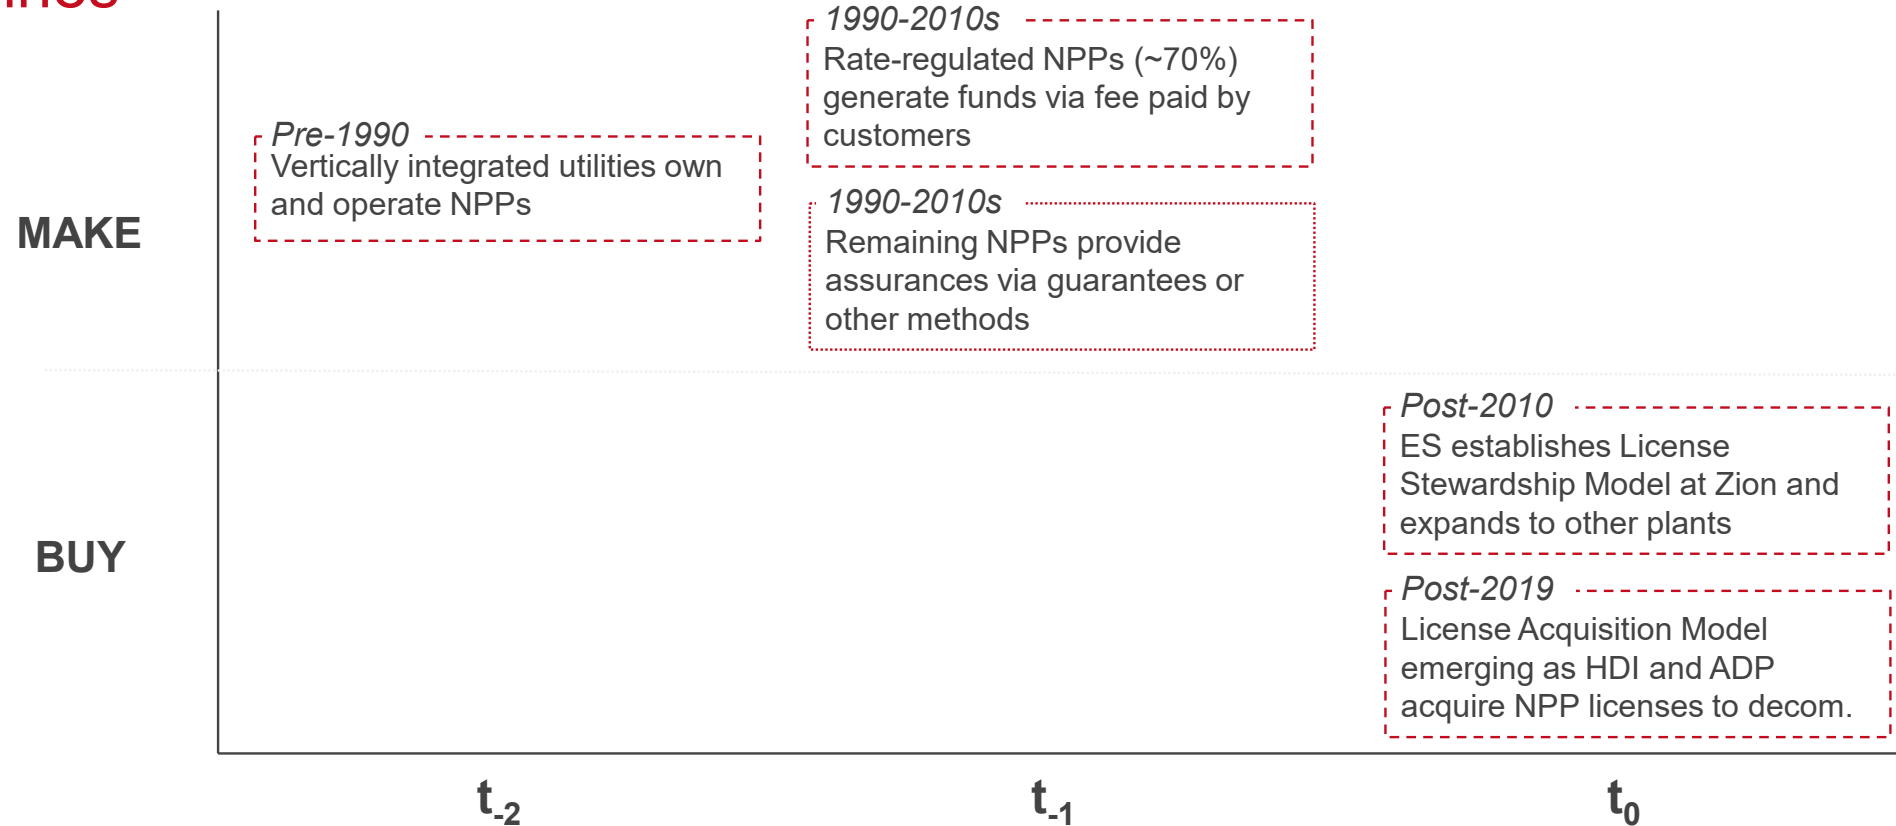 1990-2010s
Rate-regulated NPPs (~70%)
generate funds via fee paid by
customers
Pre-1990
Vertically integrated utilities own
and operate NPPs
1990-2010s
Remaining NPPs provide
assurances via guarantees or
other methods
MAKE
Post-2010
ES establishes License
Stewardship Model at Zion and
expands to other plants
BUY
Post-2019
License Acquisition Model
emerging as HDI and ADP
acquire NPP licenses to decom.
t-2
t-1
t0